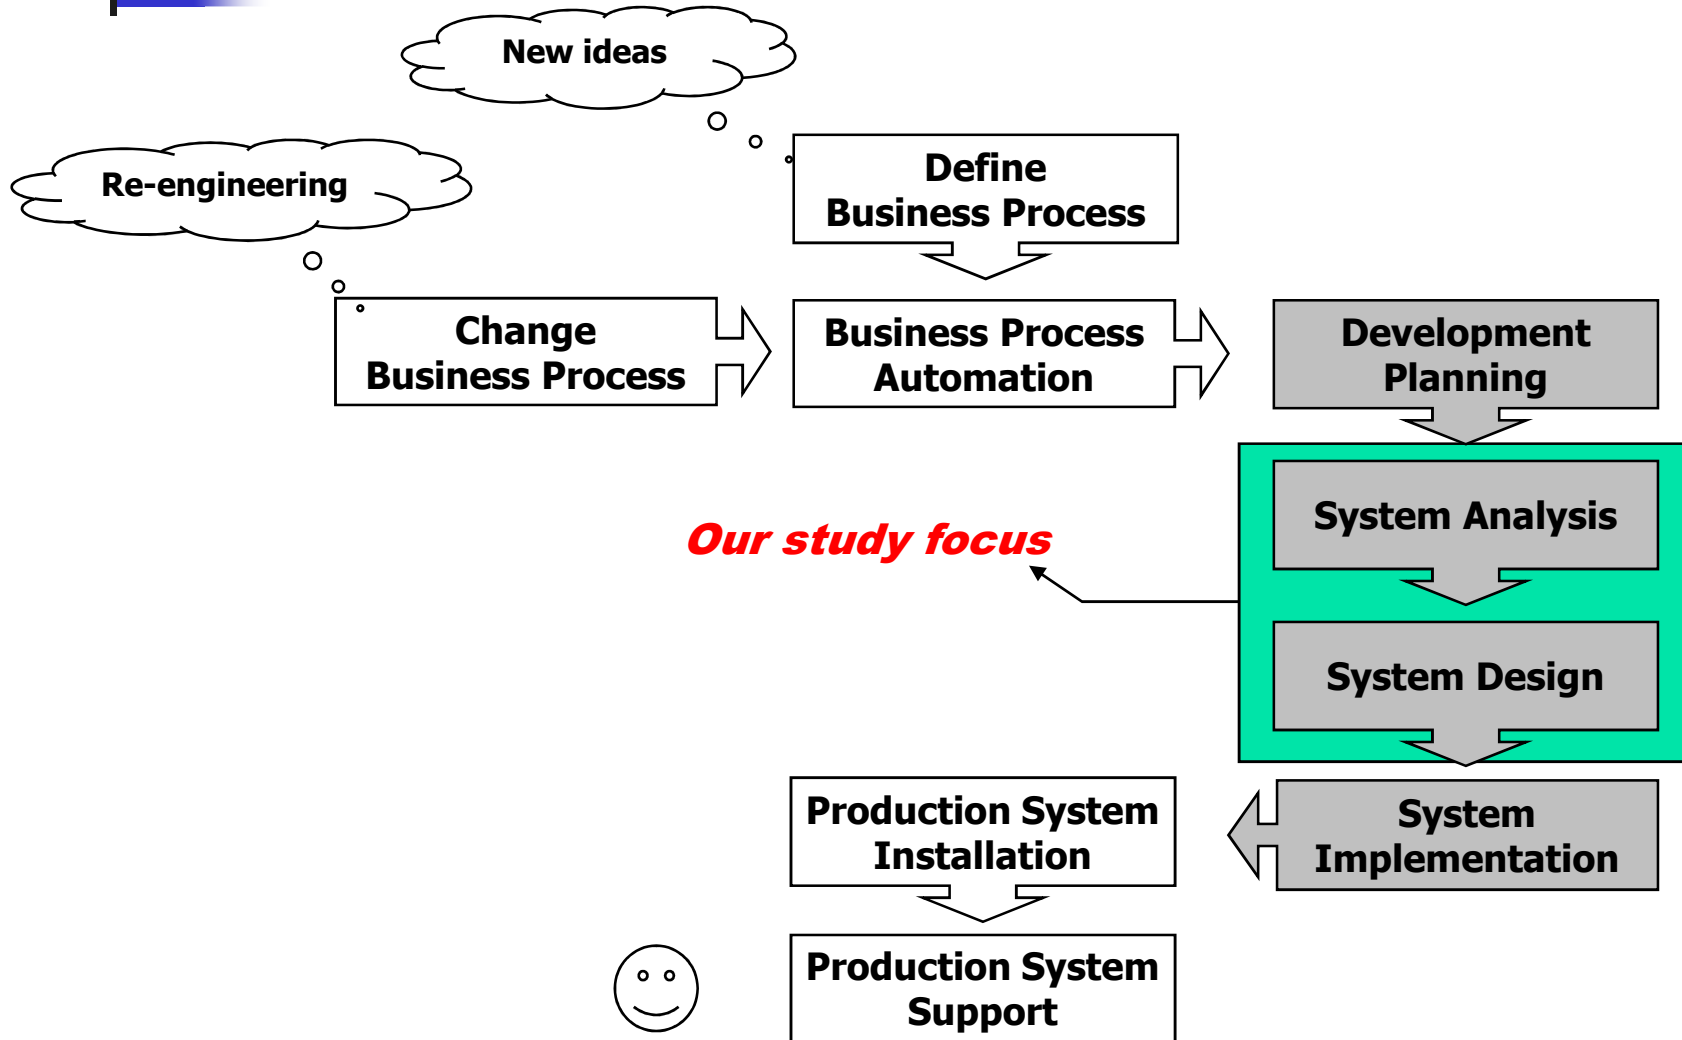 New ideas
Re-engineering
Define
Business Process
Change
Business Process
Business Process
Automation
Development
Planning
System Analysis
Our study focus
System Design
Production System
Installation
System
Implementation
Production System
Support